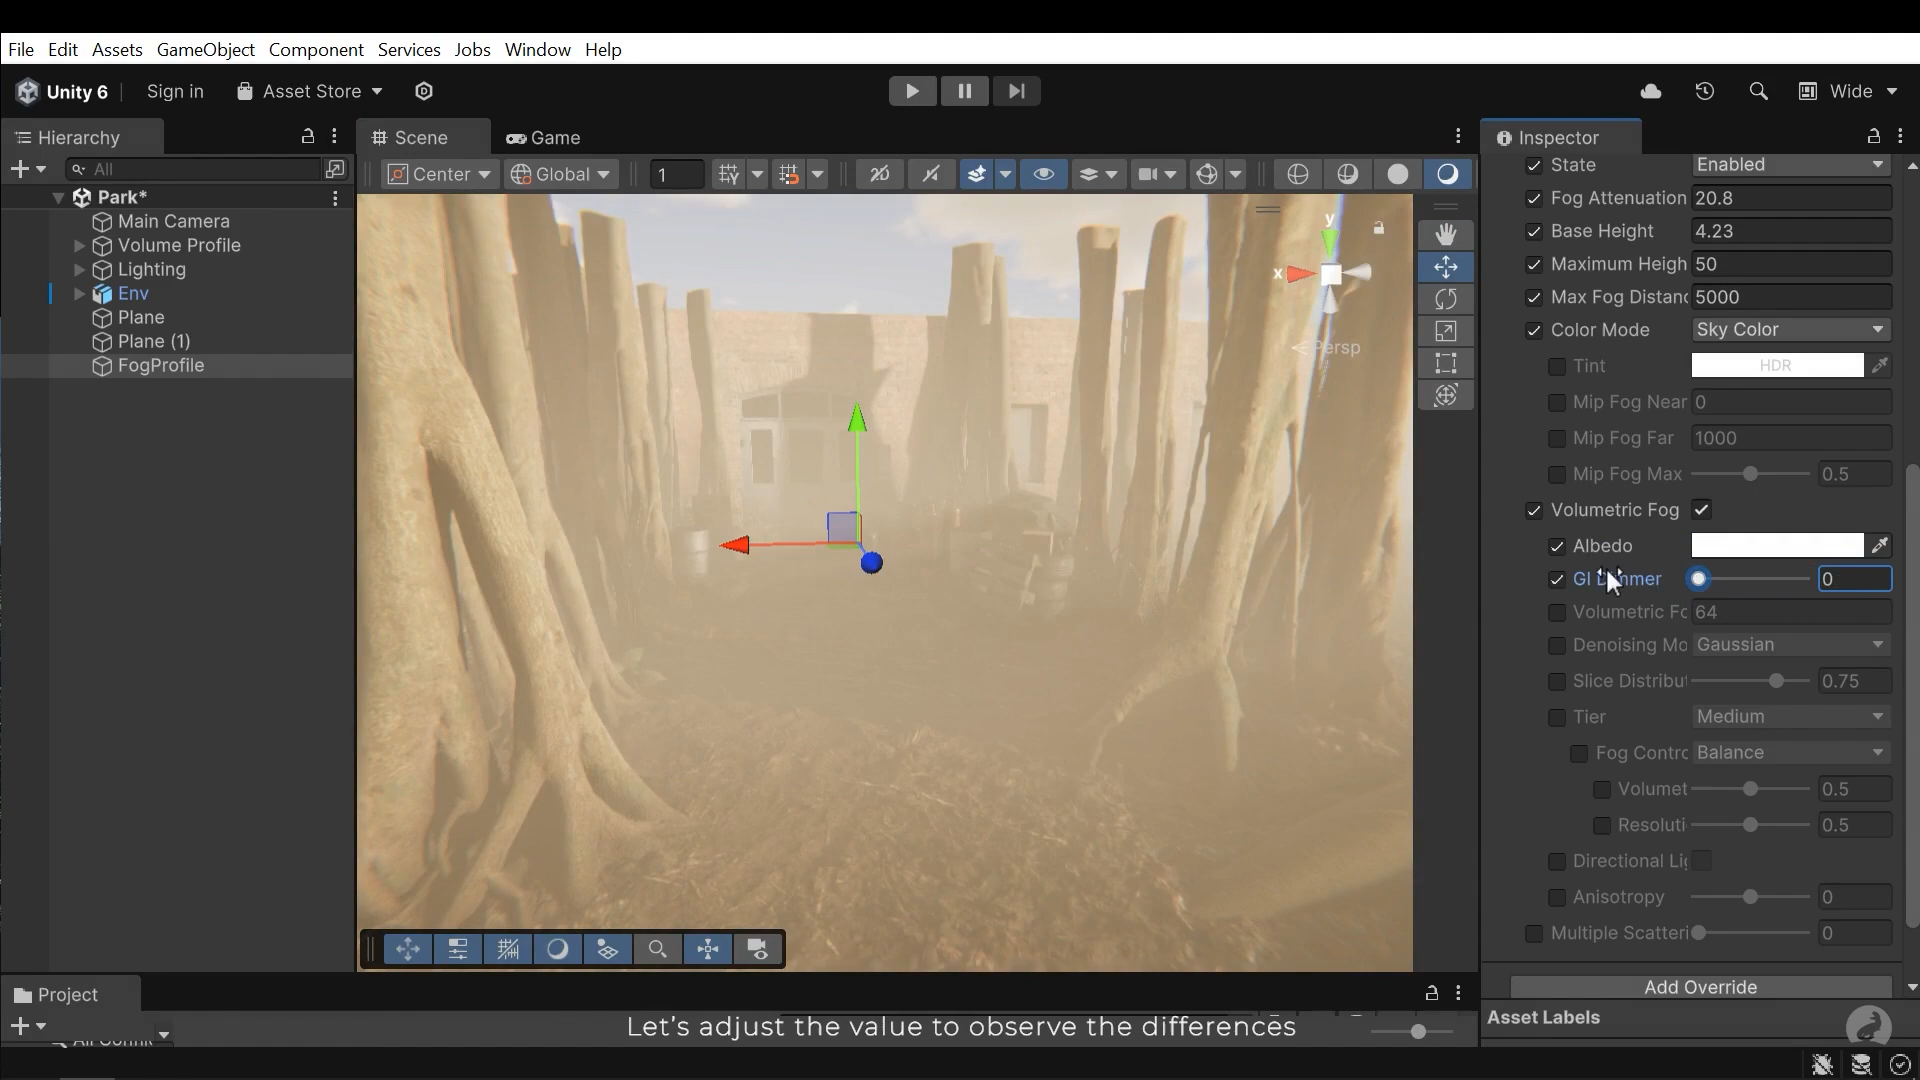 File Edit Assets GameObject Component Services Jobs Window Help
Unity 6 Sign in Asset Store Wide
Hierarchy Scene Game Inspector
All Center Global 1
Park*
Main Camera
Volume Profile
Lighting
Env
Plane
Plane (1)
FogProfile
y
x
Persp
State Enabled
Fog Attenuation 20.8
Base Height 4.23
Maximum Heigh 50
Max Fog Distanc 5000
Color Mode Sky Color
Tint HDR
Mip Fog Near 0
Mip Fog Far 1000
Mip Fog Max 0.5
Volumetric Fog
Albedo
GI Dimmer 0
Volumetric Fo 64
Denoising Mo Gaussian
Slice Distribut 0.75
Tier Medium
Fog Contro Balance
Volumet 0.5
Resoluti 0.5
Directional Lig
Anisotropy 0
Multiple Scatteri 0
Add Override
Asset Labels
Project
Let's adjust the value to observe the differences